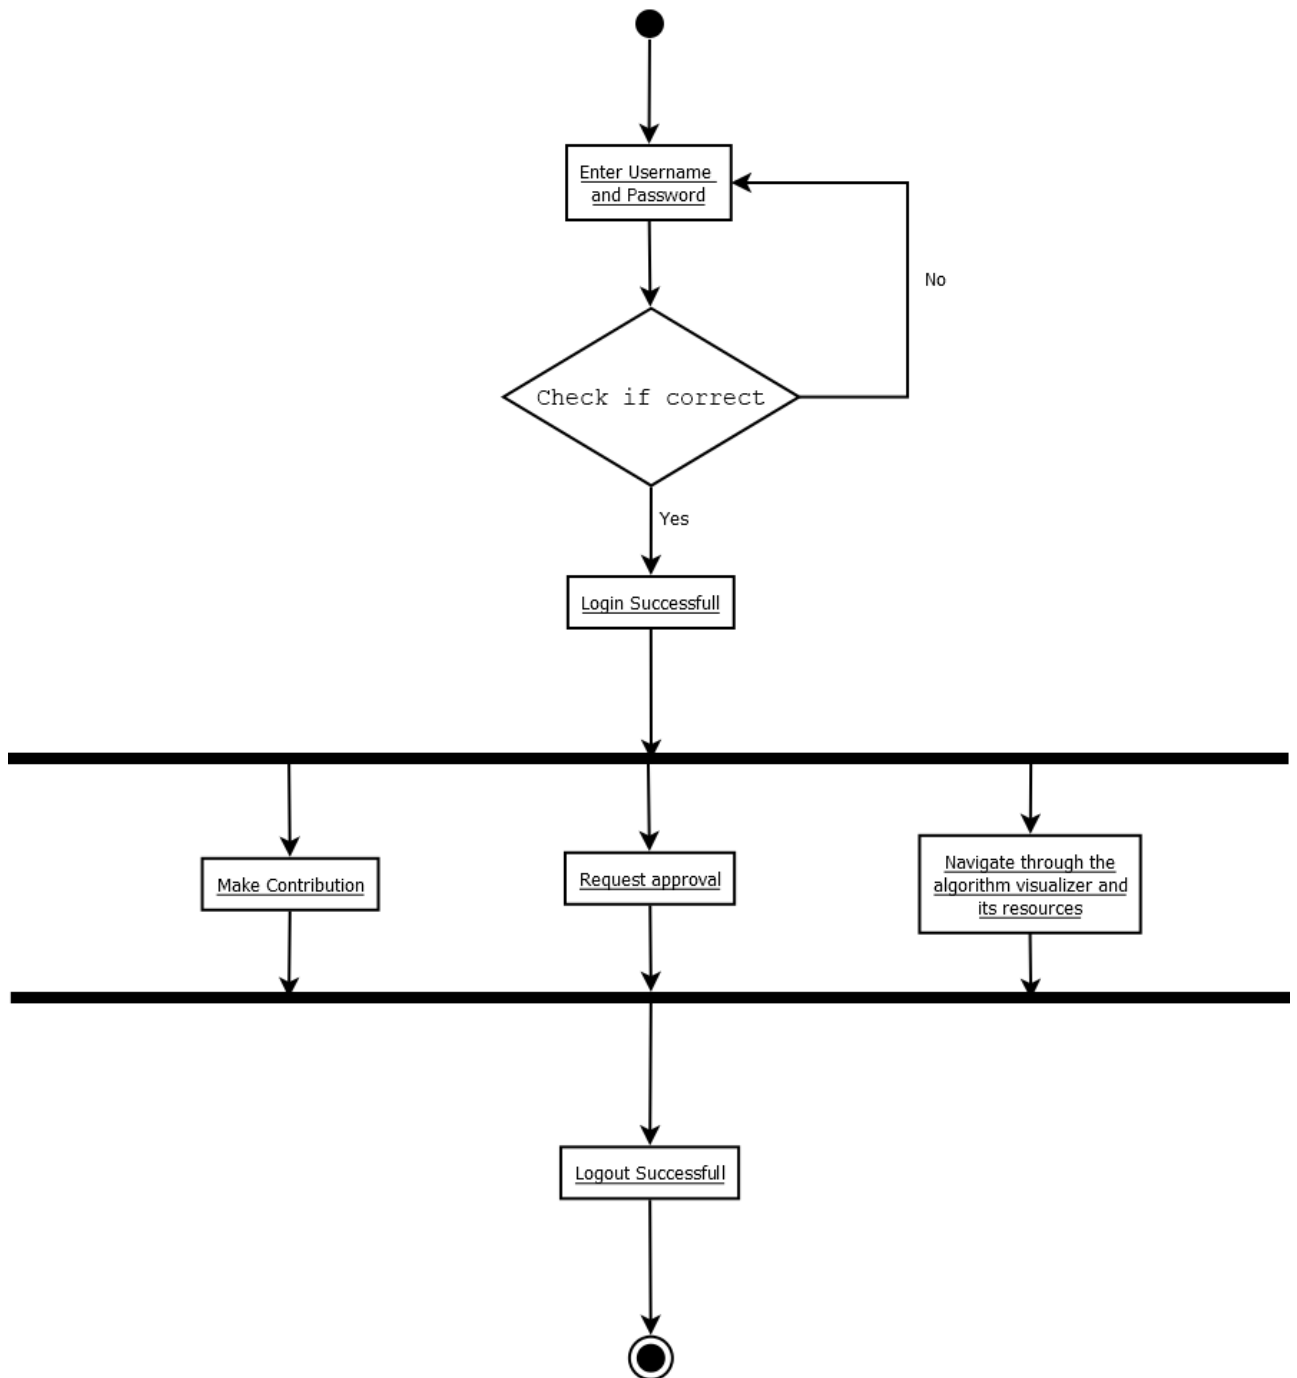 Enter Username
and Password
No
Check if correct
Yes
Login Successfull
Make Contribution
Request approval
Navigate through the
algorithm visualizer and
its resources
Logout Successfull